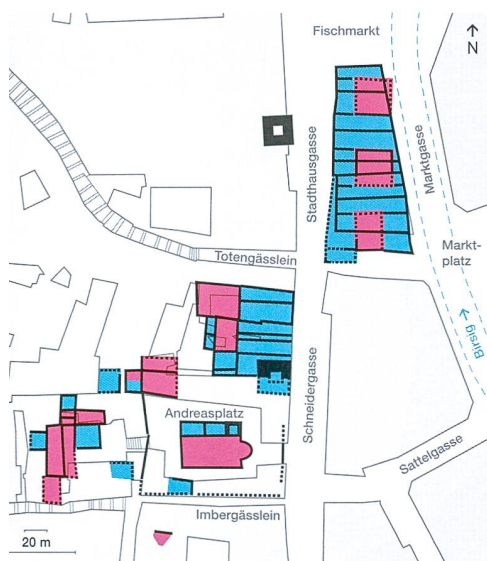 Fischmarkt
N
Stadthausgasse
Marktgasse
Markt-
platz
Totengässlein
Birsig
Schneidergasse
Andreasplatz
Sattelgasse
Imbergässlein
20 m